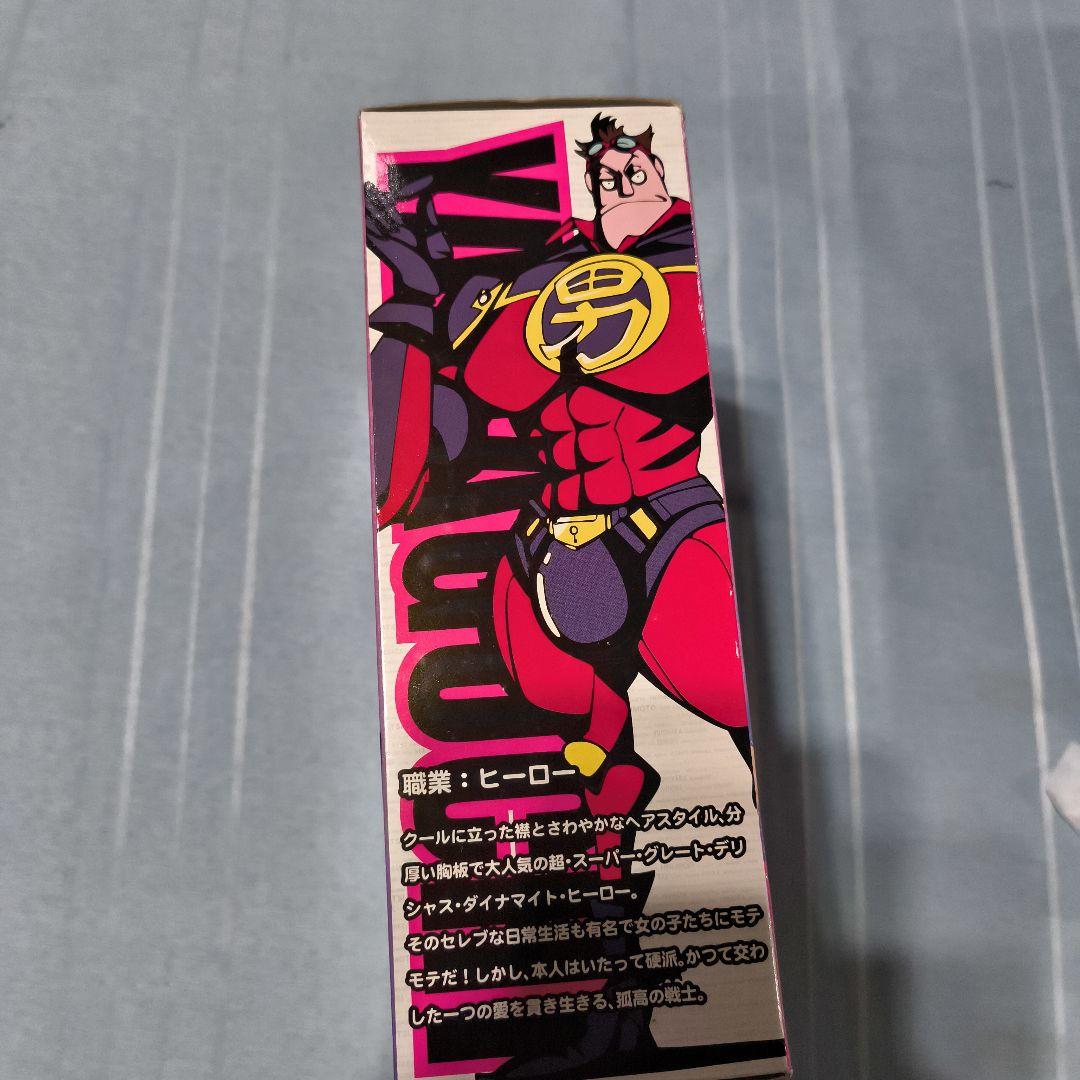 男
職業：ヒーロー
クールに立った襟とさわやかなヘアスタイル、分
厚い胸板で大人気の超・スーパー・グレート・デリ
シャス・ダイナマイト・ヒーロー。
そのセレブな日常生活も有名で女の子たちにモテ
モテだ！しかし、本人はいたって硬派。かつて交わ
した一つの愛を貫き生きる、孤高の戦士。